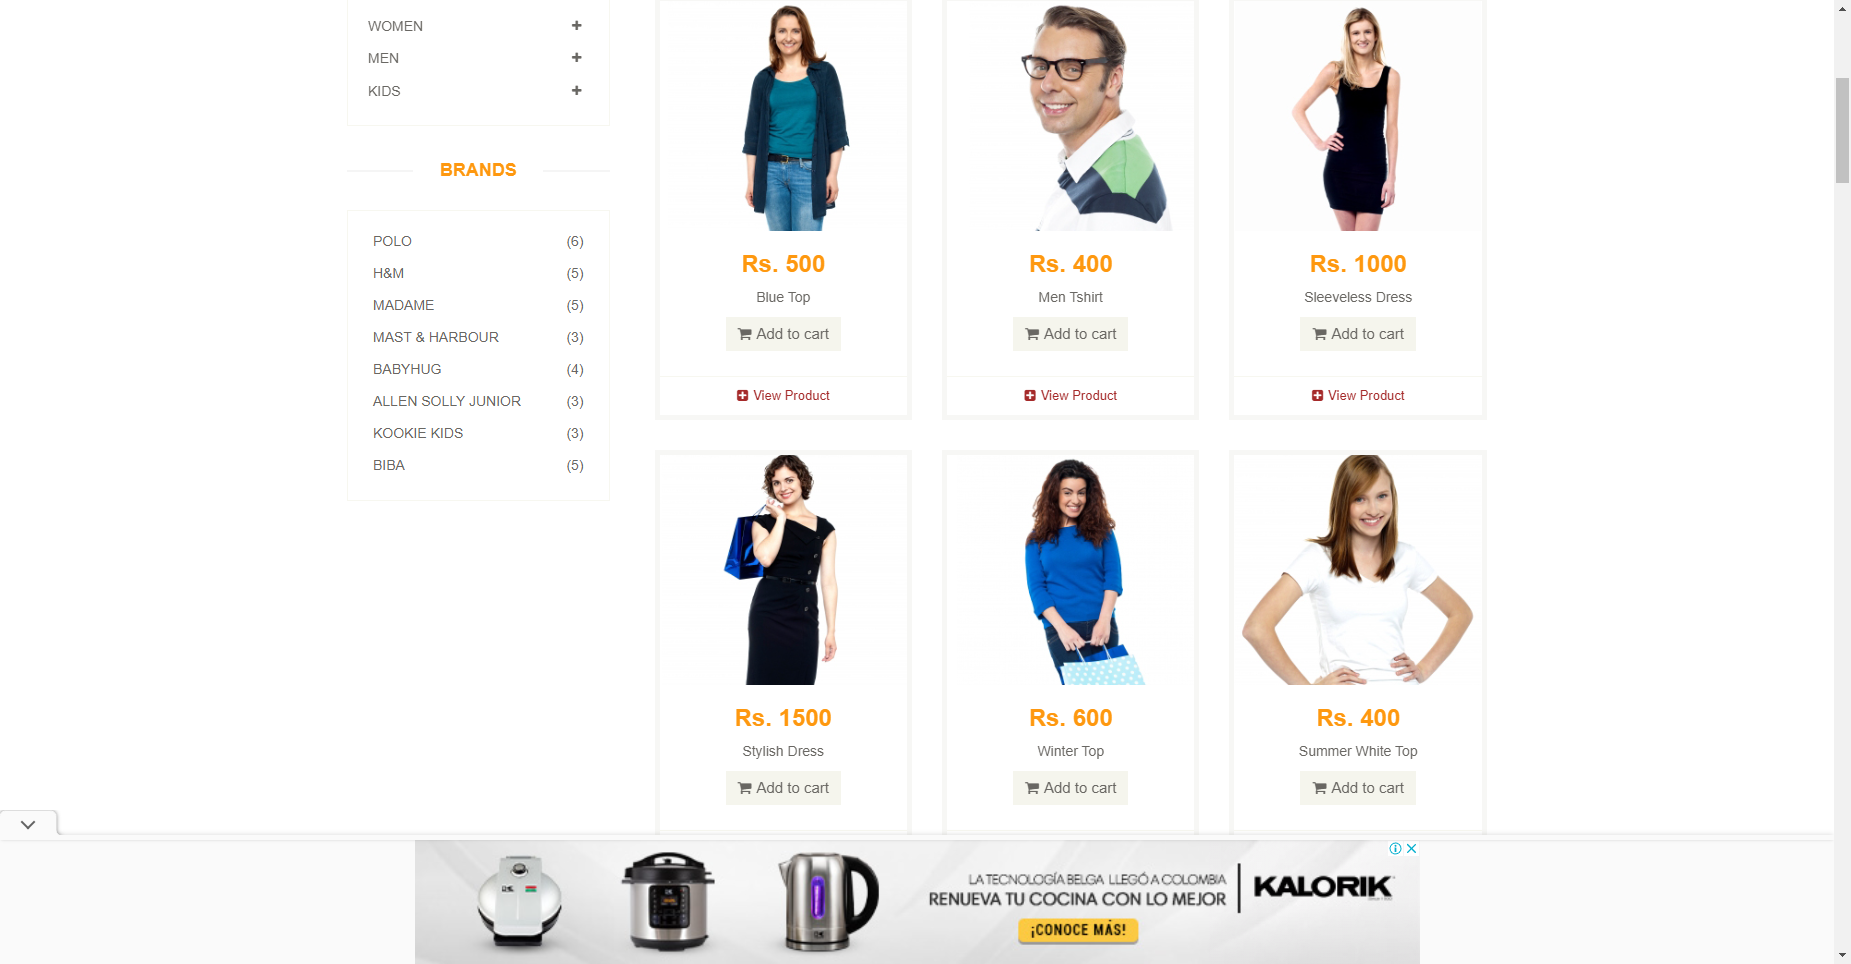 WOMEN
MEN
KIDS
BRANDS
POLO (6)
H&M (5)
MADAME (5)
MAST & HARBOUR (3)
BABYHUG (4)
ALLEN SOLLY JUNIOR (3)
KOOKIE KIDS (3)
BIBA (5)
Rs. 500
Blue Top
Add to cart
View Product
Rs. 400
Men Tshirt
Add to cart
View Product
Rs. 1000
Sleeveless Dress
Add to cart
View Product
Rs. 1500
Stylish Dress
Add to cart
Rs. 600
Winter Top
Add to cart
Rs. 400
Summer White Top
Add to cart
LA TECNOLOGÍA BELGA LLEGÓ A COLOMBIA
RENUEVA TU COCINA CON LO MEJOR
¡CONOCE MÁS!
KALORIK